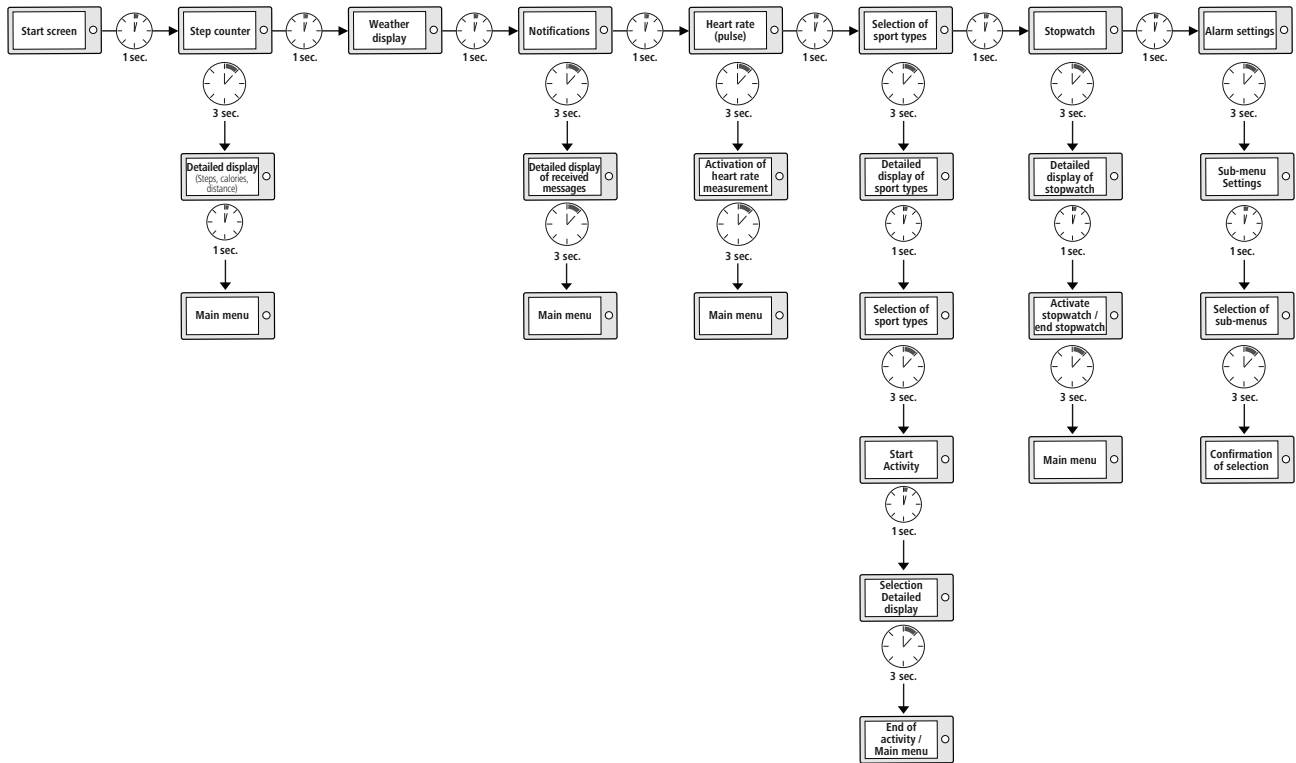 Start screen
Step counter
Weather
display
Notifications
Heart rate
(pulse)
Selection of
sport types
Stopwatch
Alarm settings
1 sec.
1 sec.
1 sec.
1 sec.
1 sec.
1 sec.
1 sec.
3 sec.
3 sec.
3 sec.
3 sec.
3 sec.
3 sec.
Detailed display
(Steps, calories,
distance)
Detailed display
of received
messages
Activation of
heart rate
measurement
Detailed
display of
sport types
Detailed
display of
stopwatch
Sub-menu
Settings
1 sec.
3 sec.
3 sec.
1 sec.
1 sec.
1 sec.
Main menu
Main menu
Main menu
Selection of
sport types
Activate
stopwatch /
end stopwatch
Selection of
sub-menus
3 sec.
3 sec.
3 sec.
Start
Activity
Main menu
Confirmation
of selection
1 sec.
Selection
Detailed
display
3 sec.
End of
activity /
Main menu